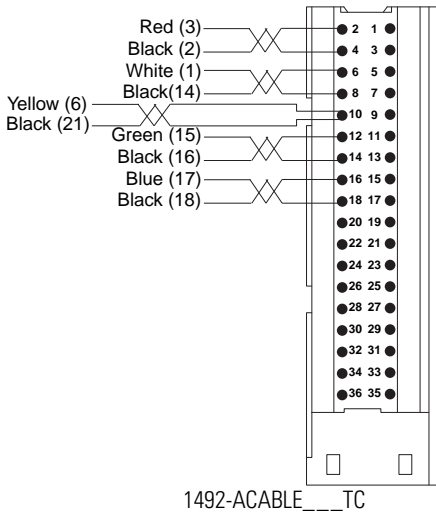 Red (3)
Black (2)
White (1)
Black(14)
Yellow (6)
Black (21)
Green (15)
Black (16)
Blue (17)
Black (18)
2 1
4 3
6 5
8 7
10 9
12 11
14 13
16 15
18 17
20 19
22 21
24 23
26 25
28 27
30 29
32 31
34 33
36 35
1492-ACABLE___TC